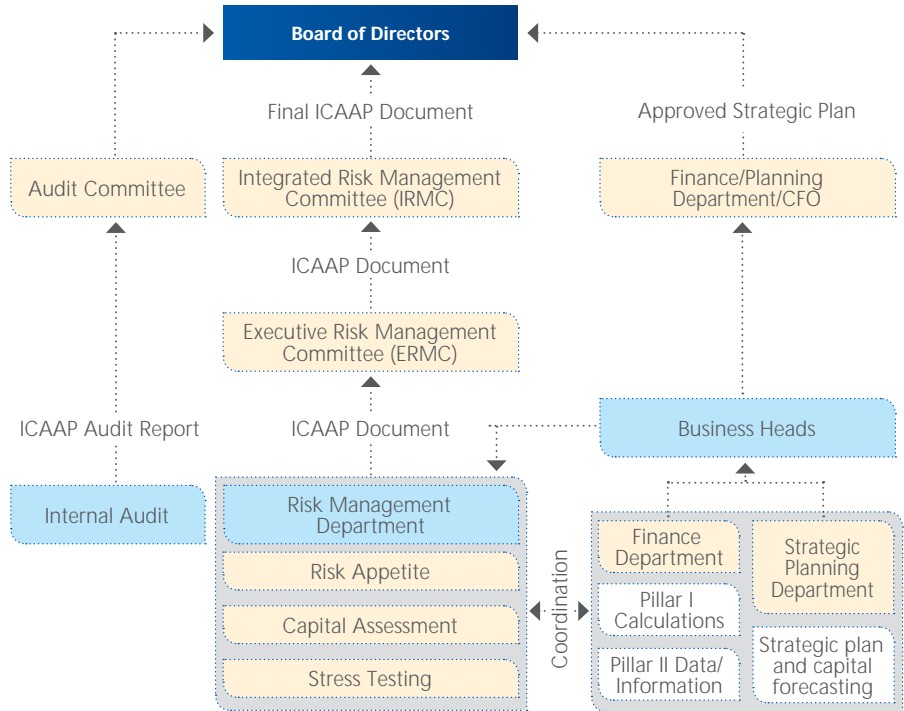 Board of Directors
Final ICAAP Document
Approved Strategic Plan
Audit Committee
Integrated Risk Management
Committee (IRMC)
Finance/Planning
Department/CFO
ICAAP Document
Executive Risk Management
Committee (ERMC)
ICAAP Audit Report
ICAAP Document
Business Heads
Internal Audit
Risk Management
Department
Risk Appetite
Capital Assessment
Stress Testing
Coordination
Finance
Department
Pillar I
Calculations
Pillar II Data/
Information
Strategic
Planning
Department
Strategic plan
and capital
forecasting